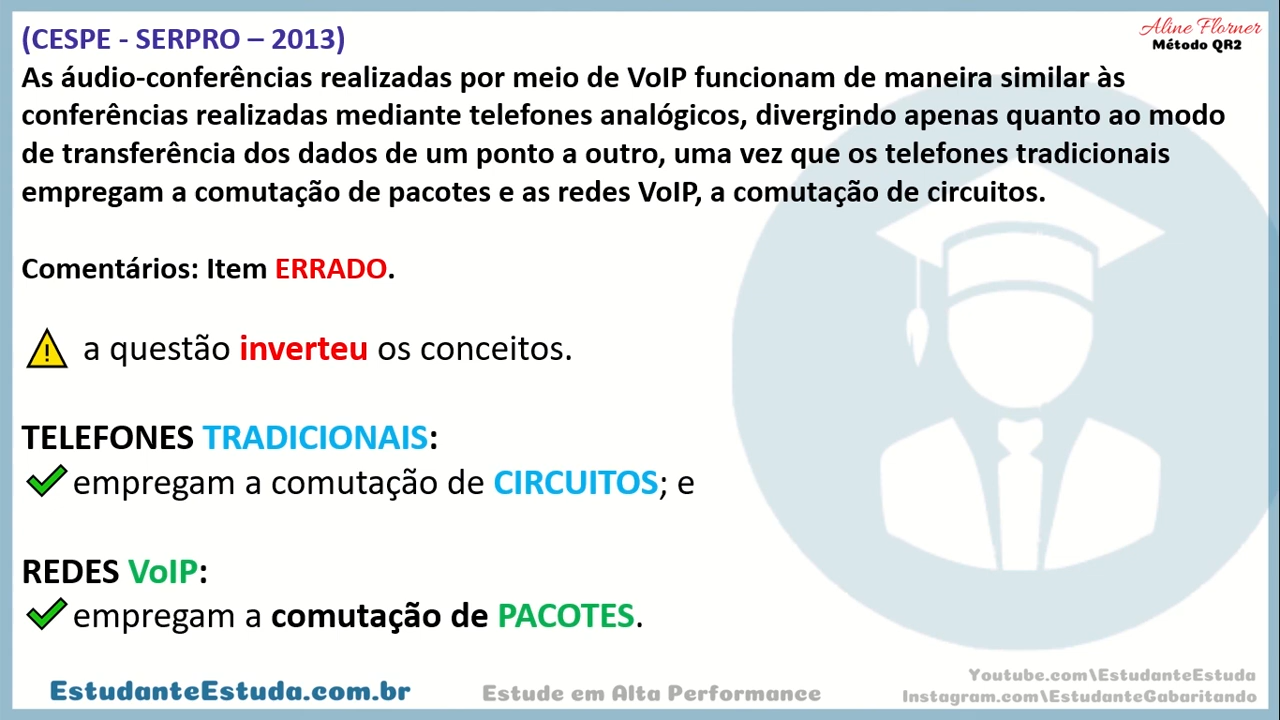 (CESPE - SERPRO – 2013)
Aline Florner
Método QR2
As áudio-conferências realizadas por meio de VoIP funcionam de maneira similar às
conferências realizadas mediante telefones analógicos, divergindo apenas quanto ao modo
de transferência dos dados de um ponto a outro, uma vez que os telefones tradicionais
empregam a comutação de pacotes e as redes VoIP, a comutação de circuitos.
Comentários: Item ERRADO.
a questão inverteu os conceitos.
TELEFONES TRADICIONAIS:
empregam a comutação de CIRCUITOS; e
REDES VoIP:
empregam a comutação de PACOTES.
EstudanteEstuda.com.br
Estude em Alta Performance
Youtube.com\EstudanteEstuda
Instagram.com\EstudanteGabaritando